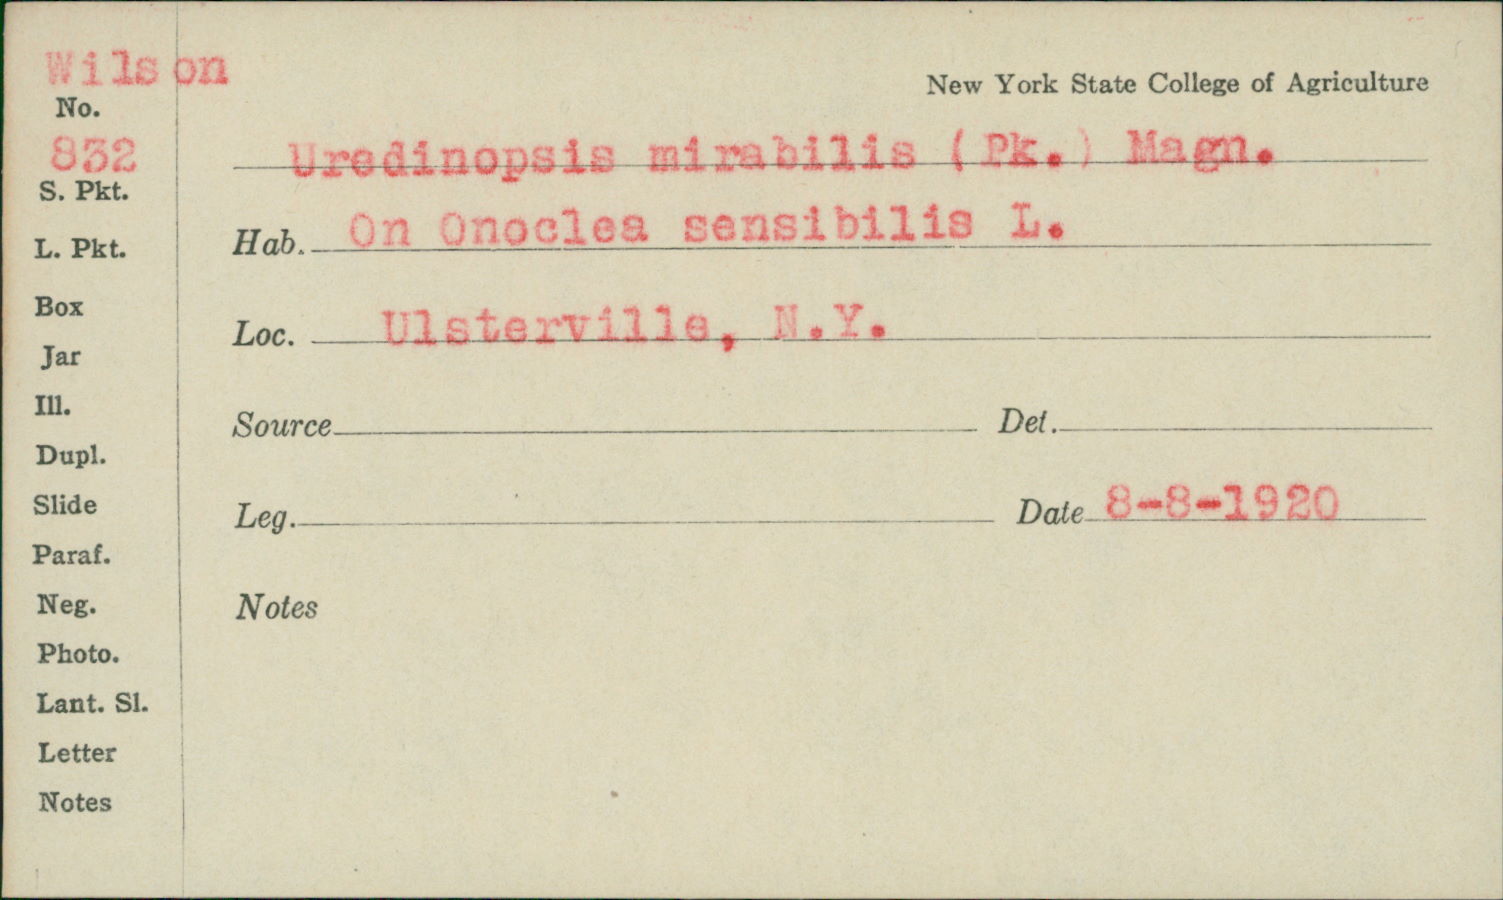 Wilson
New York State College of Agriculture
No.
832
Uredinopsis mirabilis (Pk.) Magn.
S. Pkt.
Hab. On Onoclea sensibilis L.
L. Pkt.
Box
Loc. Ulsterville, N.Y.
Jar
Ill.
Source Det.
Dupl.
Slide
Leg. Date 8-8-1920
Paraf.
Neg.
Notes
Photo.
Lant. Sl.
Letter
Notes